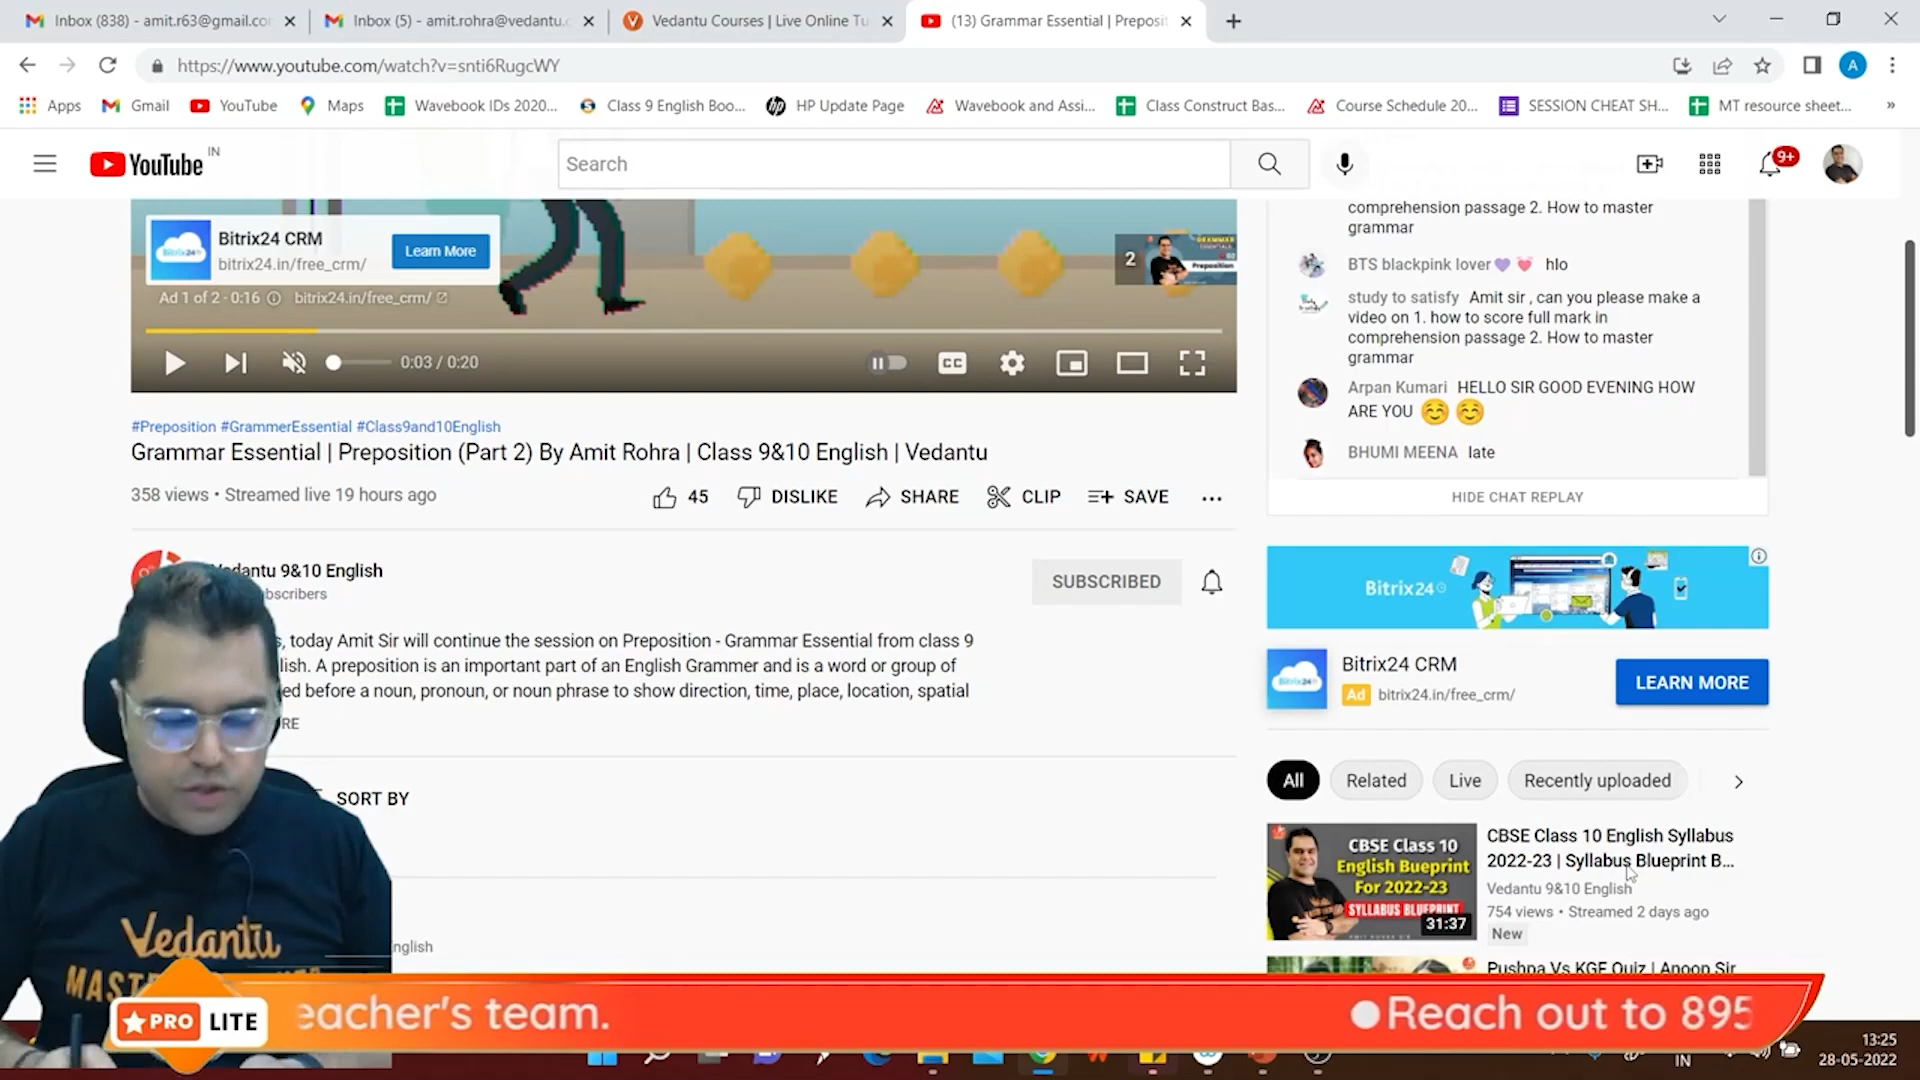 Inbox (838) - amit.r63@gmail.co
Inbox (5) - amit.rohra@vedantu.
Vedantu Courses | Live Online Tu
(13) Grammar Essential | Preposit
https://www.youtube.com/watch?v=snti6RugcWY
A
Apps
Gmail
YouTube
Maps
Wavebook IDs 2020...
Class 9 English Boo...
HP Update Page
Wavebook and Assi...
Class Construct Bas...
Course Schedule 20...
SESSION CHEAT SH...
MT resource sheet...
YouTube IN
Search
9+
comprehension passage 2. How to master
grammar
BTS blackpink lover hlo
study to satisfy Amit sir , can you please make a
video on 1. how to score full mark in
comprehension passage 2. How to master
grammar
Arpan Kumari HELLO SIR GOOD EVENING HOW
ARE YOU
BHUMI MEENA late
HIDE CHAT REPLAY
Bitrix24 CRM
bitrix24.in/free_crm/
Learn More
Ad 1 of 2 · 0:16 bitrix24.in/free_crm/
2
Preposition
0:03 / 0:20
CC
#Preposition #GrammerEssential #Class9and10English
Grammar Essential | Preposition (Part 2) By Amit Rohra | Class 9&10 English | Vedantu
358 views • Streamed live 19 hours ago
45
DISLIKE
SHARE
CLIP
SAVE
edantu 9&10 English
bscribers
SUBSCRIBED
s, today Amit Sir will continue the session on Preposition - Grammar Essential from class 9
lish. A preposition is an important part of an English Grammer and is a word or group of
ed before a noun, pronoun, or noun phrase to show direction, time, place, location, spatial
RE
SORT BY
nglish
Bitrix24
Bitrix24 CRM
Ad bitrix24.in/free_crm/
LEARN MORE
All
Related
Live
Recently uploaded
CBSE Class 10
English Bueprint
For 2022-23
SYLLABUS BLUEPRINT
31:37
CBSE Class 10 English Syllabus
2022-23 | Syllabus Blueprint B...
Vedantu 9&10 English
754 views • Streamed 2 days ago
New
Pushpa Vs KGF Quiz | Anoop Sir
Vedantu
MAST
PRO LITE
eacher's team.
Reach out to 895
IN
13:25
28-05-2022